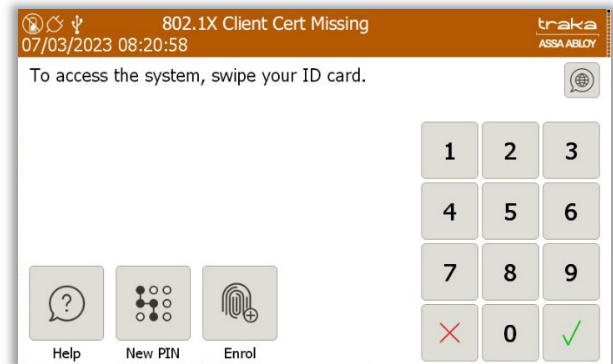 802.1X Client Cert Missing
traka
07/03/2023 08:20:58
ASSA ABLOY
To access the system, swipe your ID card.
1 2 3
4 5 6
7 8 9
?
0
Help New PIN Enrol